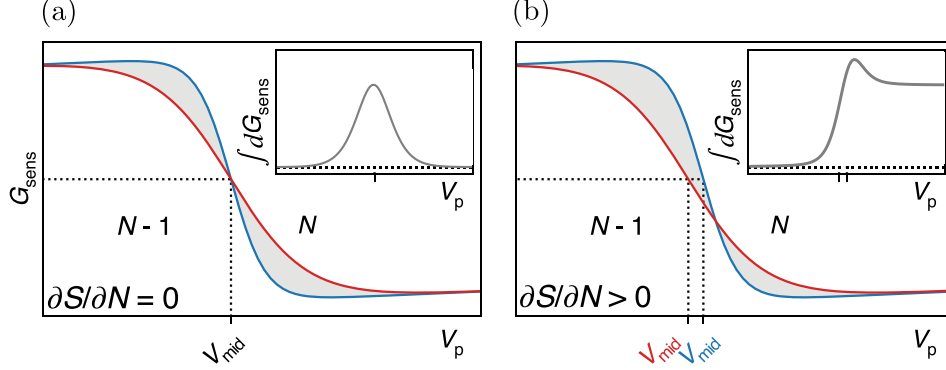 (a)
(b)
∫dG_sens
V_p
G_sens
N - 1
N
∂S/∂N = 0
V_mid
V_p
∫dG_sens
V_p
N - 1
N
∂S/∂N > 0
V_mid V_mid
V_p